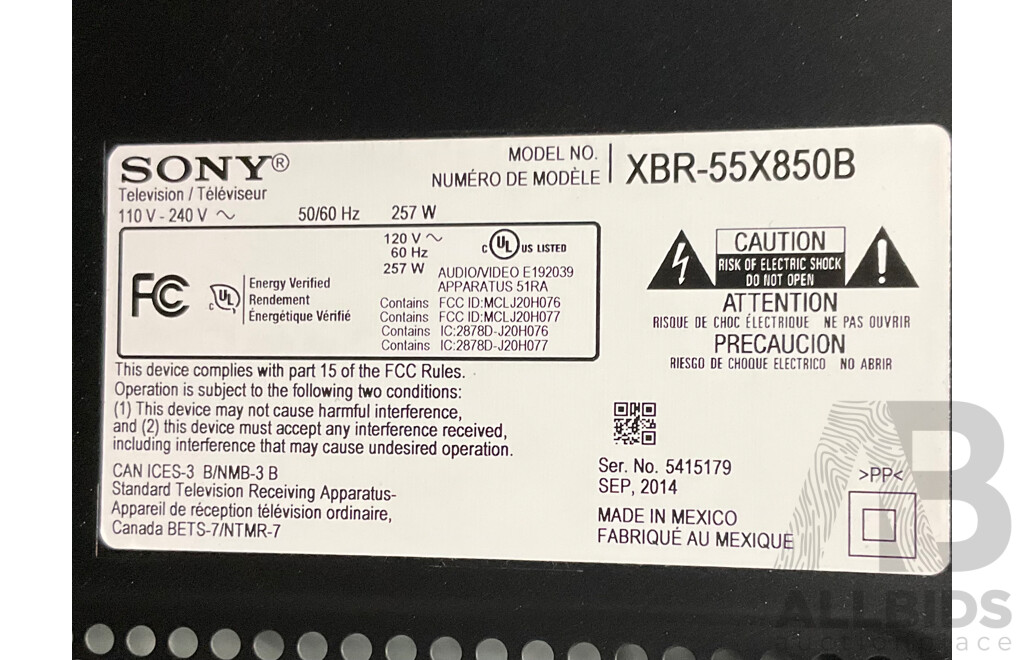 SONY®
MODEL NO.
NUMÉRO DE MODÈLE
XBR-55X850B
Television / Téléviseur
110 V - 240 V ～ 50/60 Hz 257 W
120 V ～
60 Hz
257 W
C UL US LISTED
AUDIO/VIDEO E192039
APPARATUS 51RA
FC
C UL
Energy Verified
Rendement
Énergétique Vérifié
Contains FCC ID:MCLJ20H076
Contains FCC ID:MCLJ20H077
Contains IC:2878D-J20H076
Contains IC:2878D-J20H077
This device complies with part 15 of the FCC Rules.
Operation is subject to the following two conditions:
(1) This device may not cause harmful interference,
and (2) this device must accept any interference received,
including interference that may cause undesired operation.
CAN ICES-3 B/NMB-3 B
Standard Television Receiving Apparatus-
Appareil de réception télévision ordinaire,
Canada BETS-7/NTMR-7
CAUTION
RISK OF ELECTRIC SHOCK
DO NOT OPEN
ATTENTION
RISQUE DE CHOC ÉLECTRIQUE NE PAS OUVRIR
PRECAUCION
RIESGO DE CHOQUE ELECTRICO NO ABRIR
Ser. No. 5415179
SEP, 2014
MADE IN MEXICO
FABRIQUÉ AU MEXIQUE
>PP<
AB
ALLBIDS